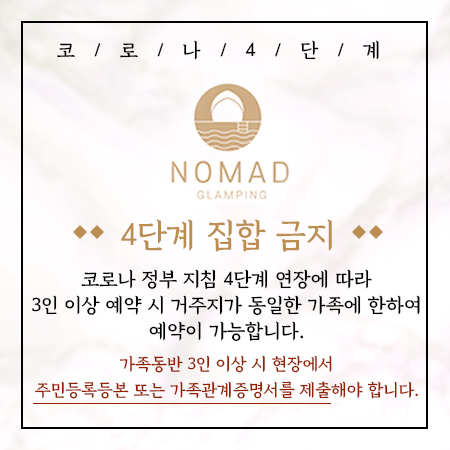 코/로/나/4/단/계
NOMAD
GLAMPING
4단계 집합 금지
코로나 정부 지침 4단계 연장에 따라
3인 이상 예약 시 거주지가 동일한 가족에 한하여
예약이 가능합니다.
가족동반 3인 이상 시 현장에서
주민등록등본 또는 가족관계증명서를 제출해야 합니다.